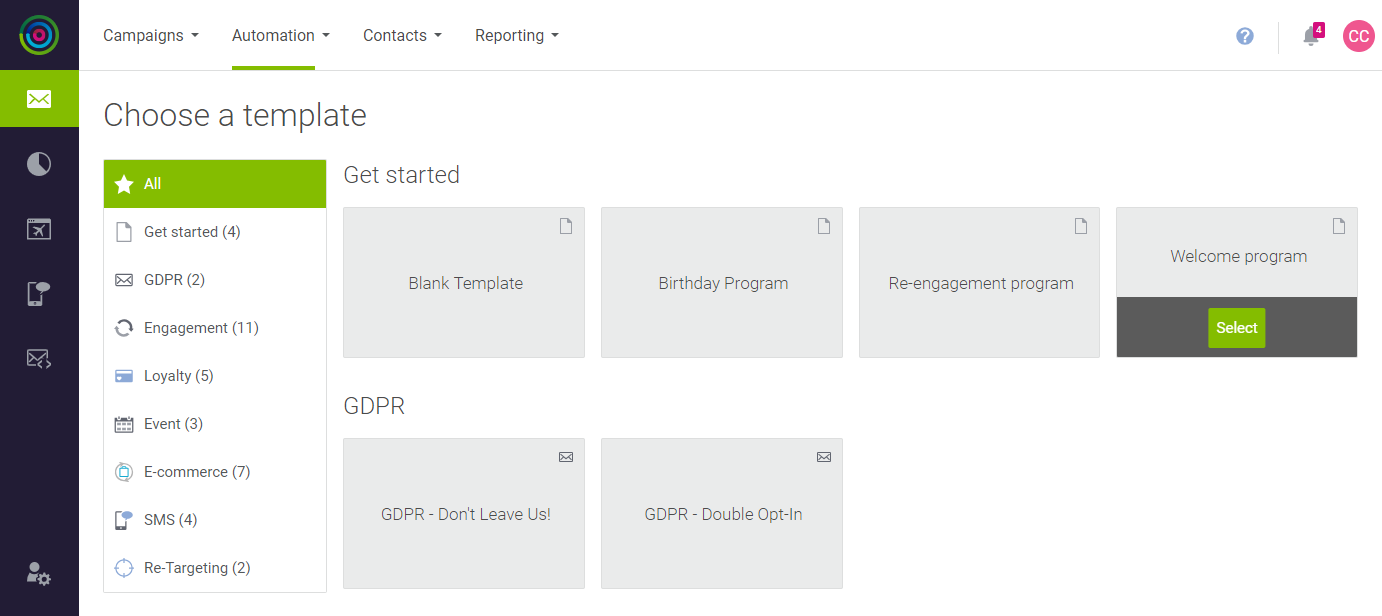 Campaigns
Automation
Contacts
Reporting
?
4
CC
Choose a template
All
Get started (4)
GDPR (2)
Engagement (11)
Loyalty (5)
Event (3)
E-commerce (7)
SMS (4)
Re-Targeting (2)
Get started
Blank Template
Birthday Program
Re-engagement program
Welcome program
Select
GDPR
GDPR - Don't Leave Us!
GDPR - Double Opt-In